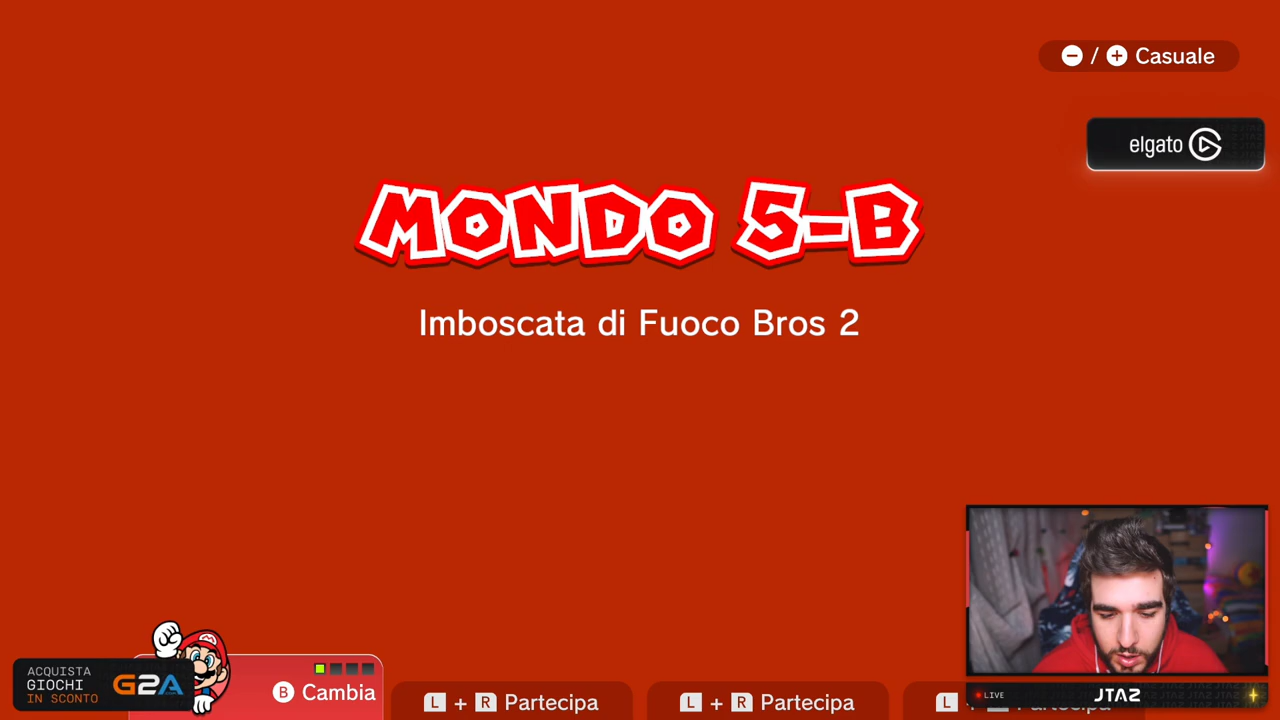 - / + Casuale
elgato
MONDO 5-B
Imboscata di Fuoco Bros 2
ACQUISTA
GIOCHI
IN SCONTO
G2A
B Cambia
L + R Partecipa
L + R Partecipa
L
LIVE
JTAZ